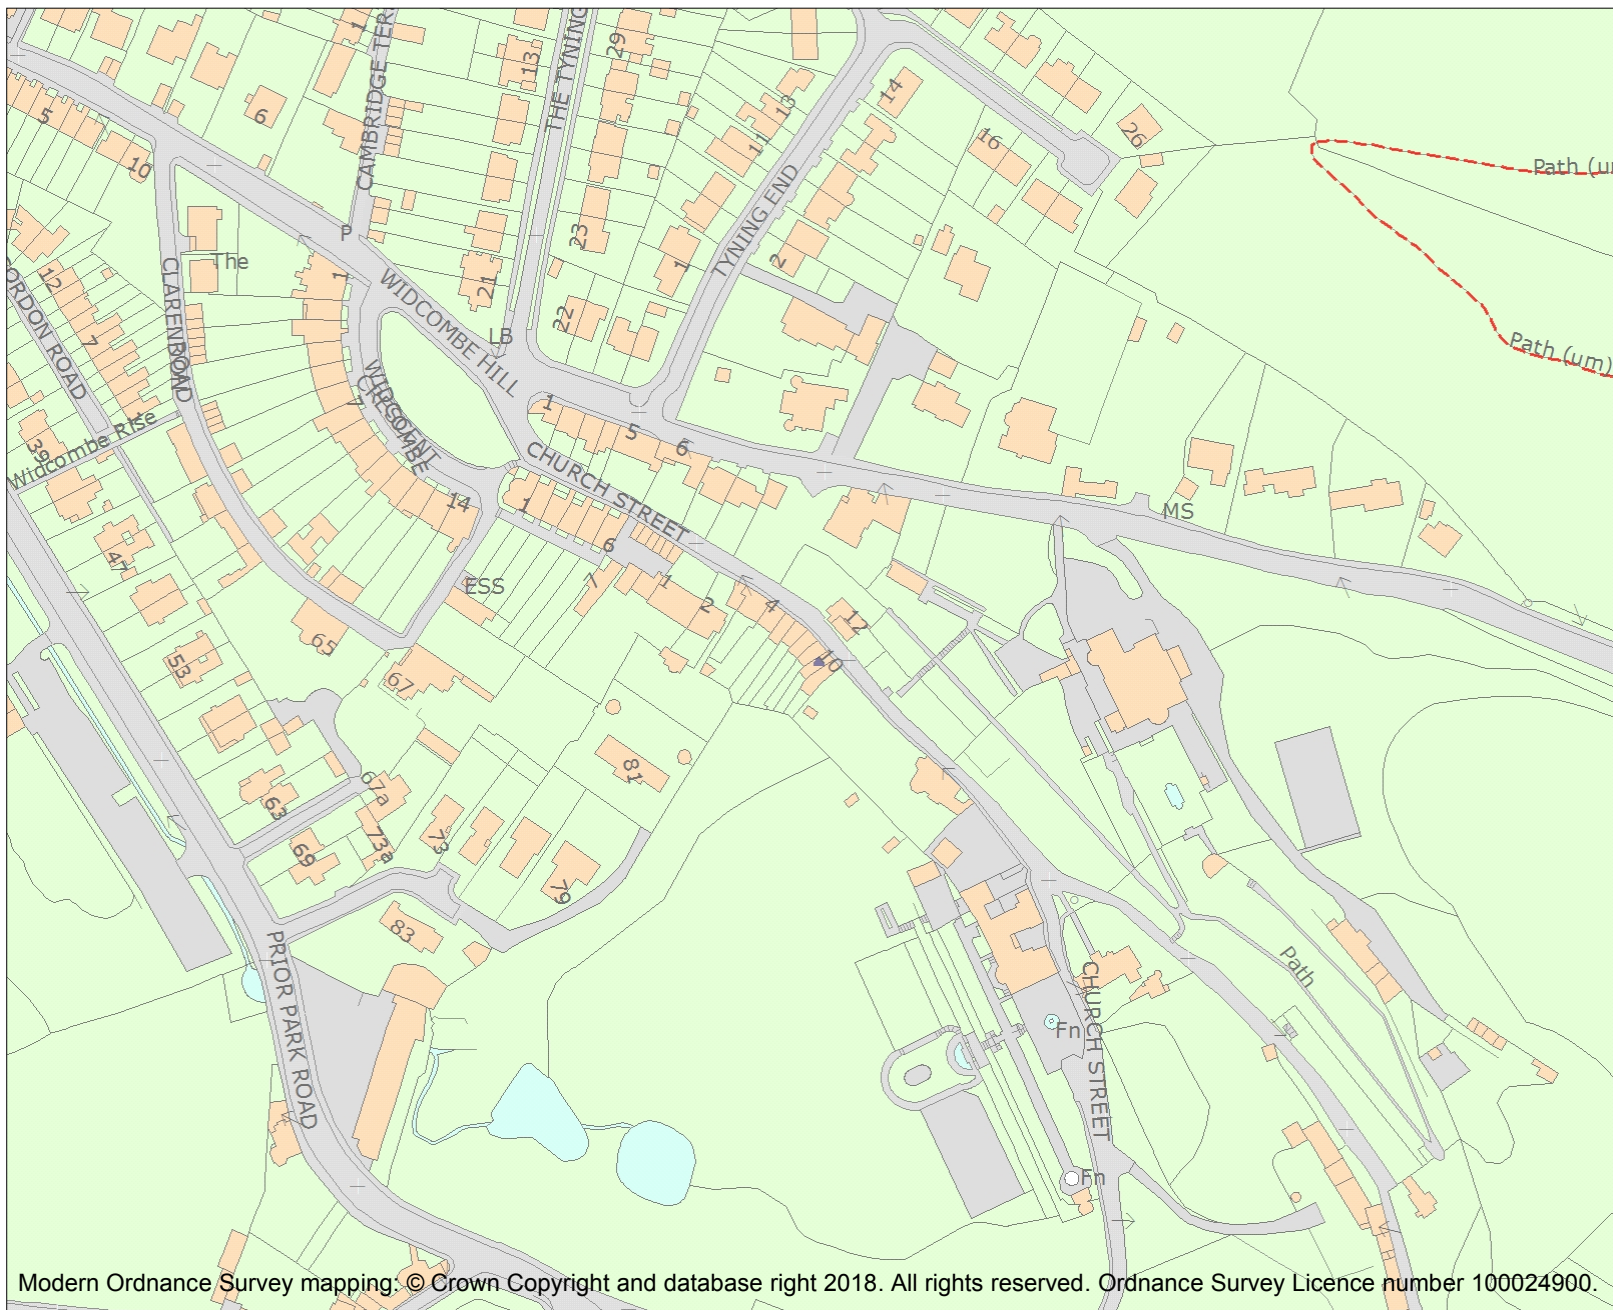 1
CAMBRIDGE TER
13
THE TYNING
29
5
6
10
13
11
14
16
26
Path (u
P
The
CLAREN
ROAD
12
7
GORDON ROAD
39
Widcombe Rise
1
WIDCOMBE HILL
LB
21
23
22
1
2
TYNING END
Path (um)
WIDCOMBE
CRESCENT
7
14
1
5
6
CHURCH STREET
1
6
MS
47
ESS
1
2
4
10
12
53
65
67
81
63
67a
69
73a
73
79
83
PRIOR PARK ROAD
Path
Fn
CHURCH STREET
Fn
Modern Ordnance Survey mapping: © Crown Copyright and database right 2018. All rights reserved. Ordnance Survey Licence number 100024900.